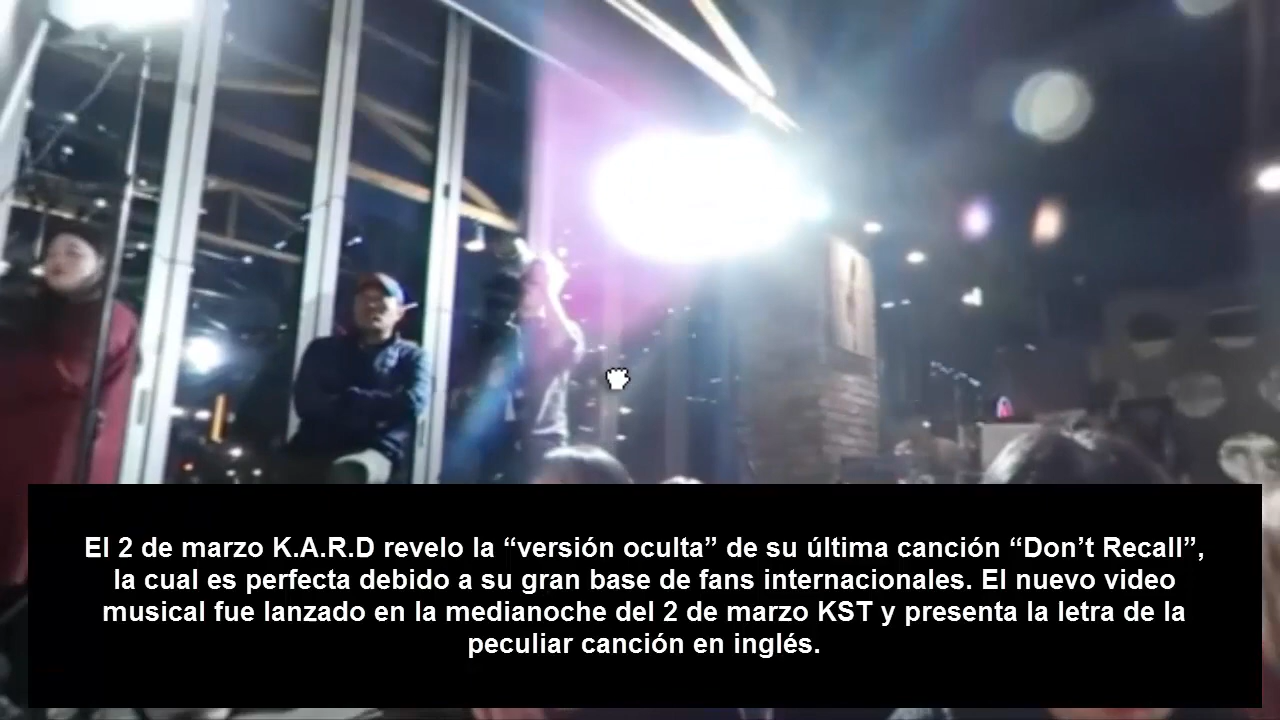 El 2 de marzo K.A.R.D revelo la “versión oculta” de su última canción “Don’t Recall”,
la cual es perfecta debido a su gran base de fans internacionales. El nuevo video
musical fue lanzado en la medianoche del 2 de marzo KST y presenta la letra de la
peculiar canción en inglés.